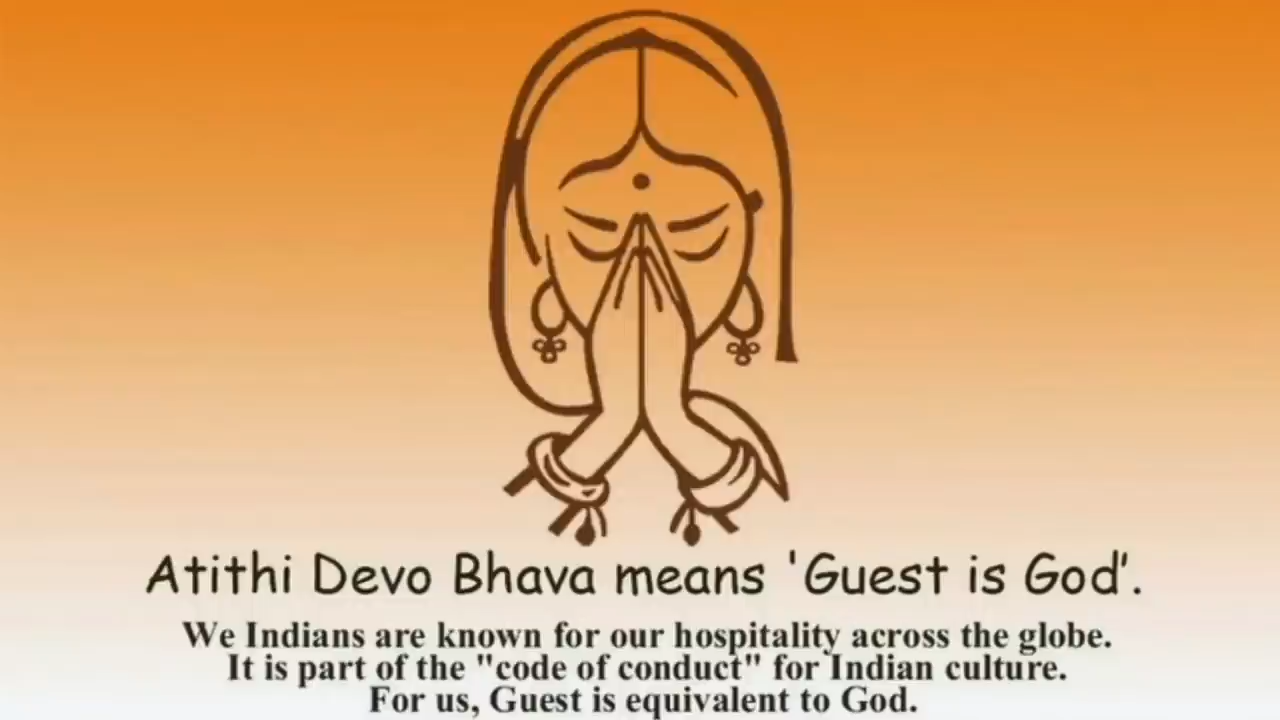 Atithi Devo Bhava means 'Guest is God'.
We Indians are known for our hospitality across the globe.
It is part of the "code of conduct" for Indian culture.
For us, Guest is equivalent to God.